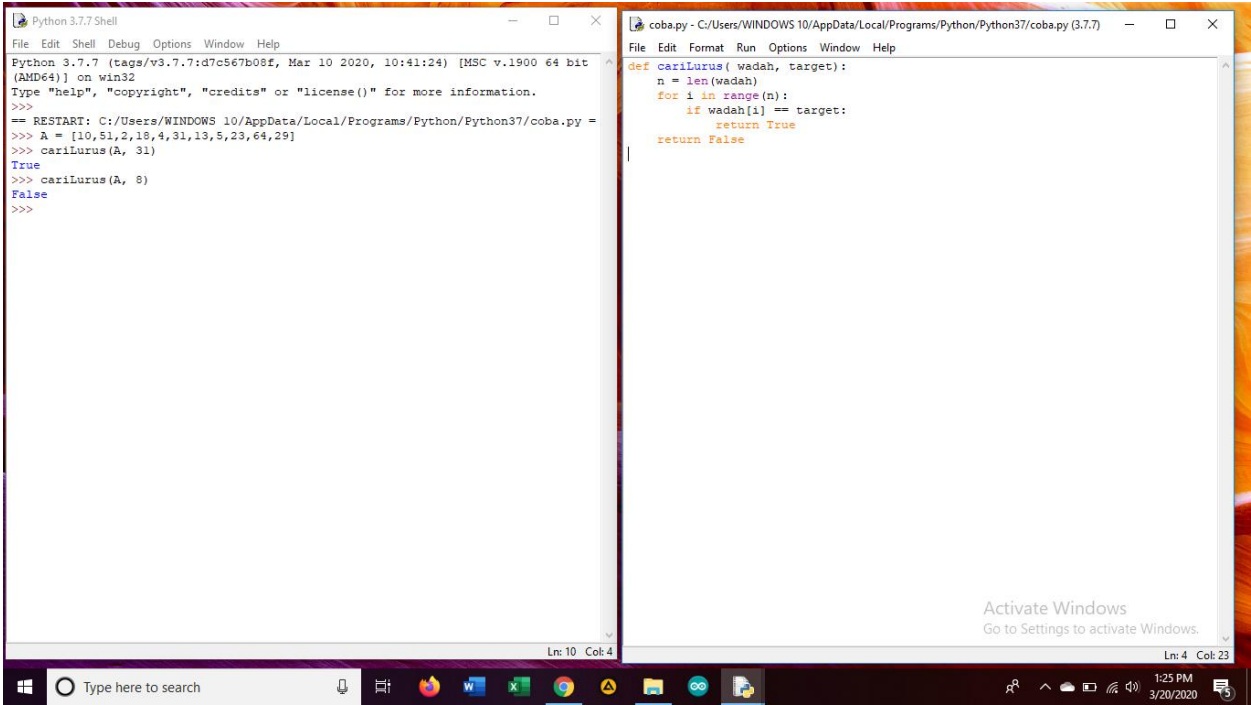 Python 3.7.7 Shell
File Edit Shell Debug Options Window Help
Python 3.7.7 (tags/v3.7.7:d7c567b08f, Mar 10 2020, 10:41:24) [MSC v.1900 64 bit
(AMD64)] on win32
Type "help", "copyright", "credits" or "license()" for more information.
>>>
== RESTART: C:/Users/WINDOWS 10/AppData/Local/Programs/Python/Python37/coba.py =
>>> A = [10,51,2,18,4,31,13,5,23,64,29]
>>> cariLurus(A, 31)
True
>>> cariLurus(A, 8)
False
>>>
Ln: 10 Col: 4
coba.py - C:/Users/WINDOWS 10/AppData/Local/Programs/Python/Python37/coba.py (3.7.7)
File Edit Format Run Options Window Help
def cariLurus( wadah, target):
    n = len(wadah)
    for i in range(n):
        if wadah[i] == target:
            return True
    return False
Activate Windows
Go to Settings to activate Windows.
Ln: 4 Col: 23
Type here to search
1:25 PM
3/20/2020
5